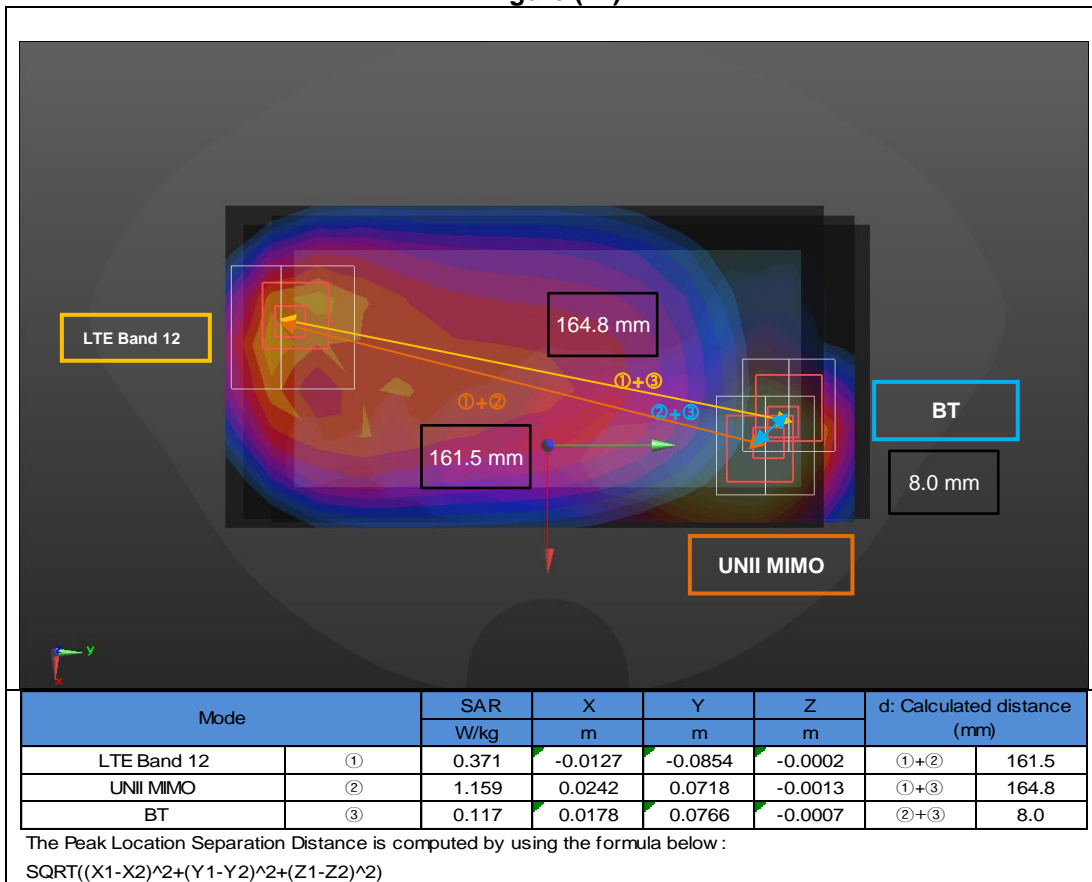 LTE Band 12
164.8 mm
①+③
①+②
②+③
BT
161.5 mm
8.0 mm
UNII MIMO
y
x
Mode SAR X Y Z d: Calculated distance (mm)
W/kg m m m
LTE Band 12 ① 0.371 -0.0127 -0.0854 -0.0002 ①+② 161.5
UNII MIMO ② 1.159 0.0242 0.0718 -0.0013 ①+③ 164.8
BT ③ 0.117 0.0178 0.0766 -0.0007 ②+③ 8.0
The Peak Location Separation Distance is computed by using the formula below :
SQRT((X1-X2)^2+(Y1-Y2)^2+(Z1-Z2)^2)